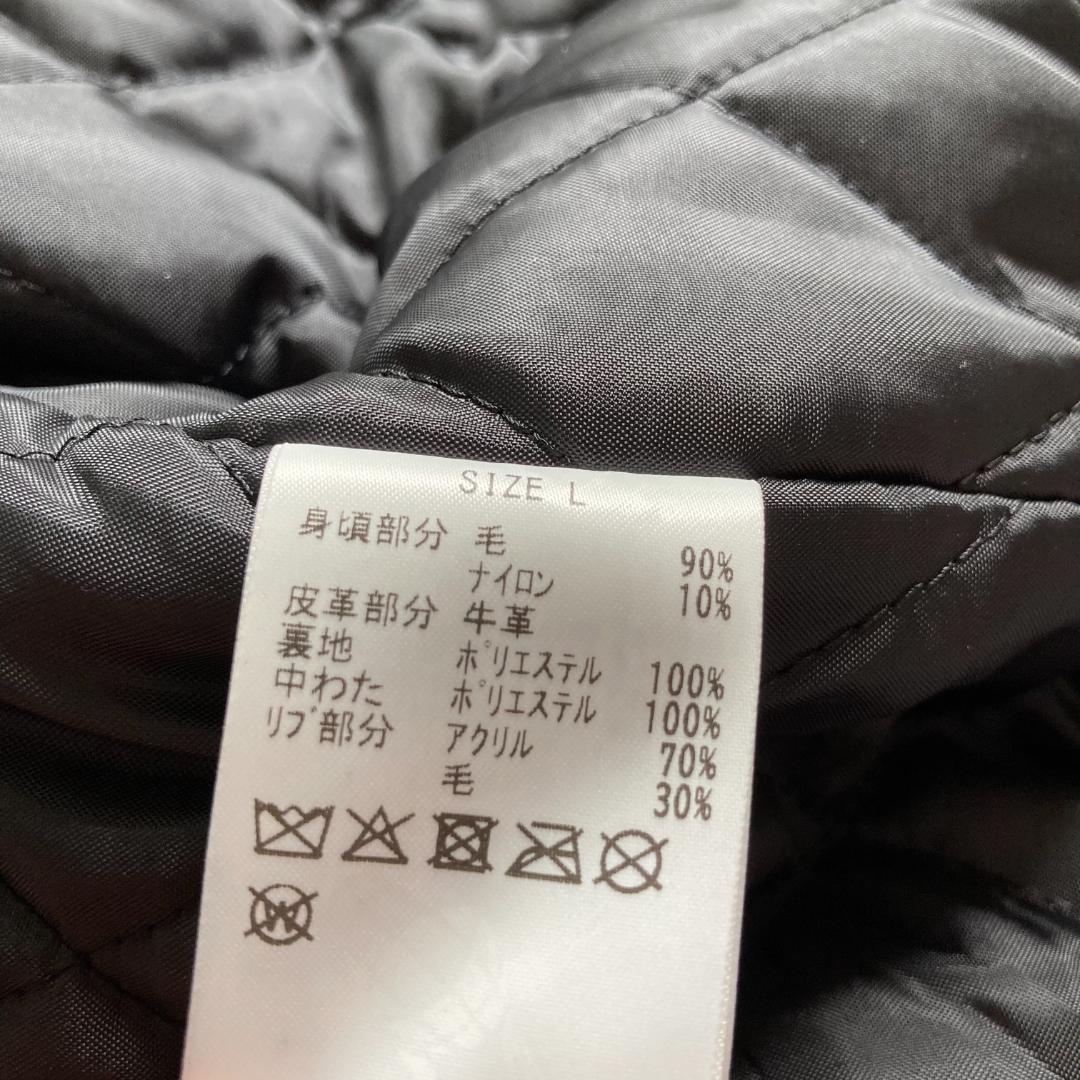 SIZE L
身頃部分 毛 90%
ナイロン 10%
皮革部分 牛革
裏地 ポリエステル 100%
中わた ポリエステル 100%
リブ部分 アクリル 70%
毛 30%
W